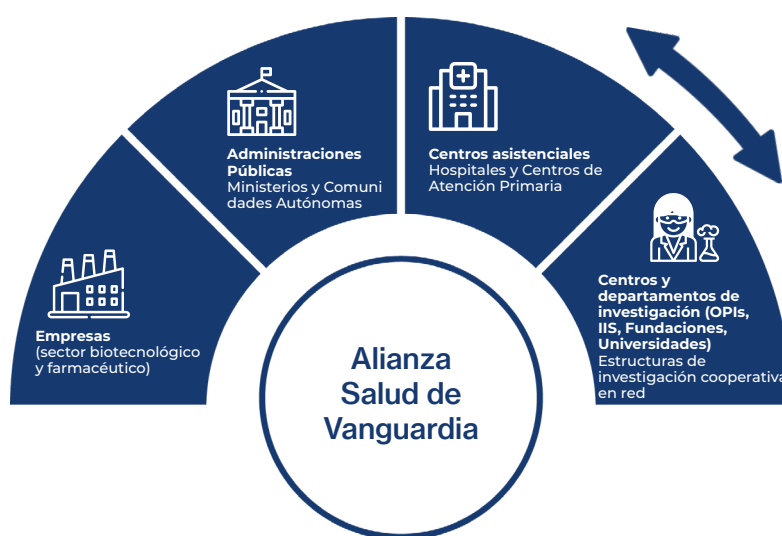 Administraciones
Públicas
Ministerios y Comuni
dades Autónomas
Centros asistenciales
Hospitales y Centros de
Atención Primaria
Empresas
(sector biotecnológico
y farmacéutico)
Centros y
departamentos de
investigación (OPIs,
IIS, Fundaciones,
Universidades)
Estructuras de
investigación cooperativa
en red
Alianza
Salud de
Vanguardia